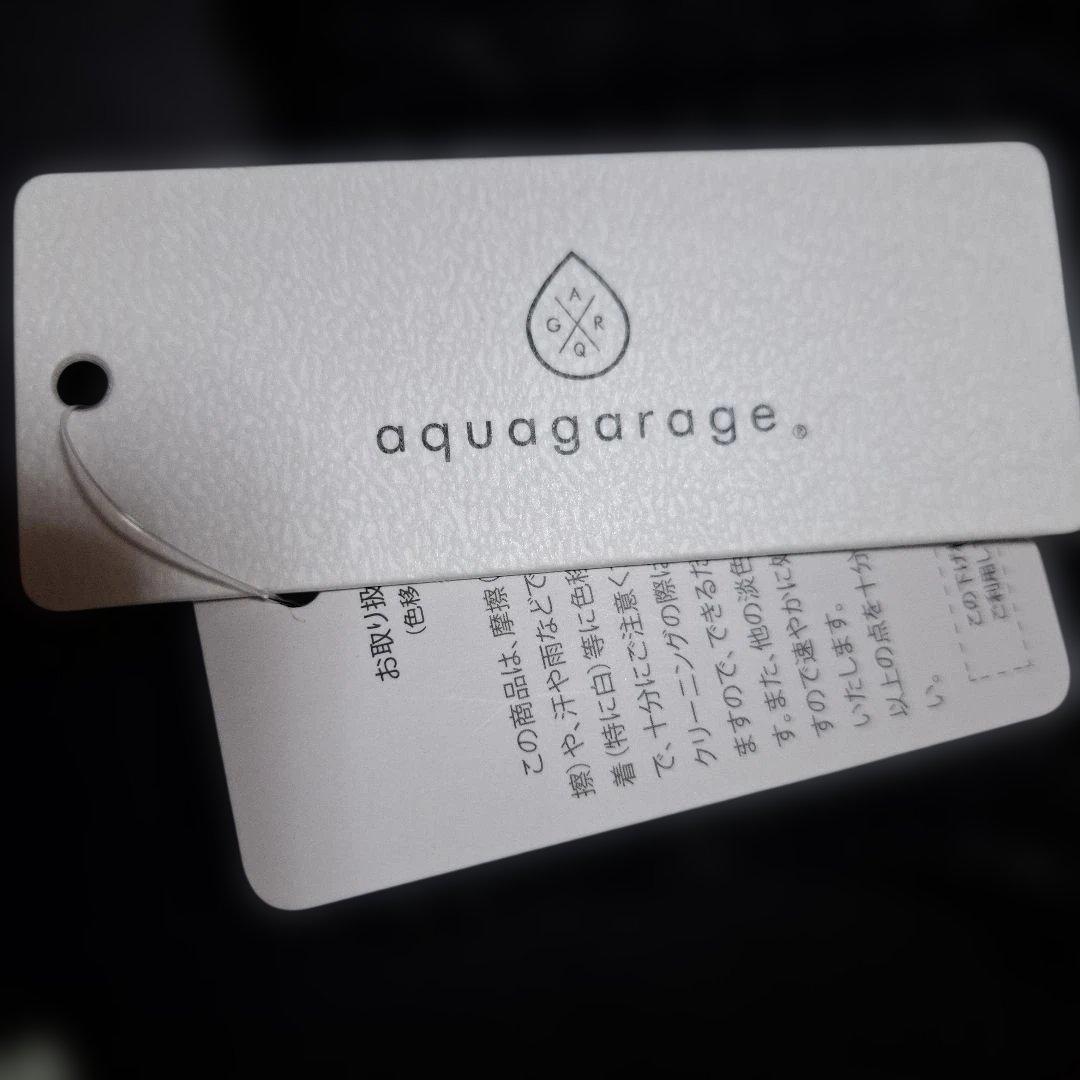 A
G R
Q
aquagarage®
お取り扱
(色移
この商品は、摩擦(
擦)や、汗や雨などで
着(特に白)等に色移
で、十分にご注意く
クリーニングの際は
ますので、できるだ
す。また、他の淡色
すので速やかに処
いたします。
以上の点を十分
い。
この下げ
ご利用し